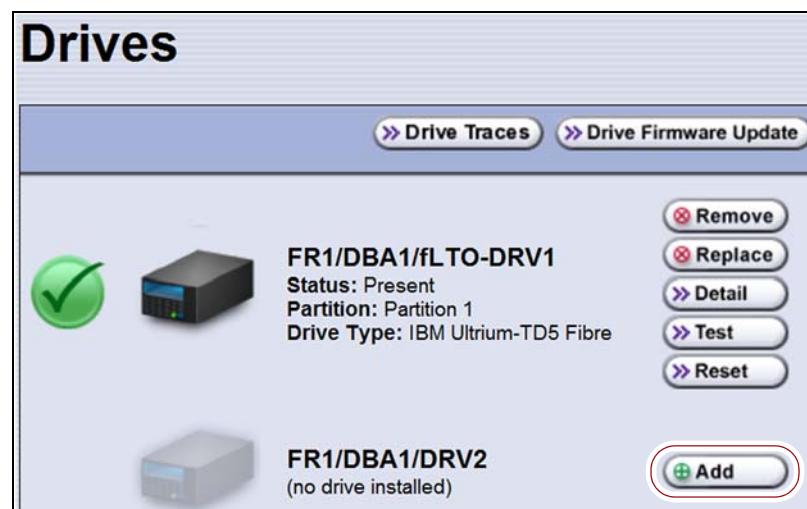 Drives
Drive Traces
Drive Firmware Update
Remove
FR1/DBA1/fLTO-DRV1
Replace
Status: Present
Detail
Partition: Partition 1
Drive Type: IBM Ultrium-TD5 Fibre
Test
Reset
FR1/DBA1/DRV2
Add
(no drive installed)